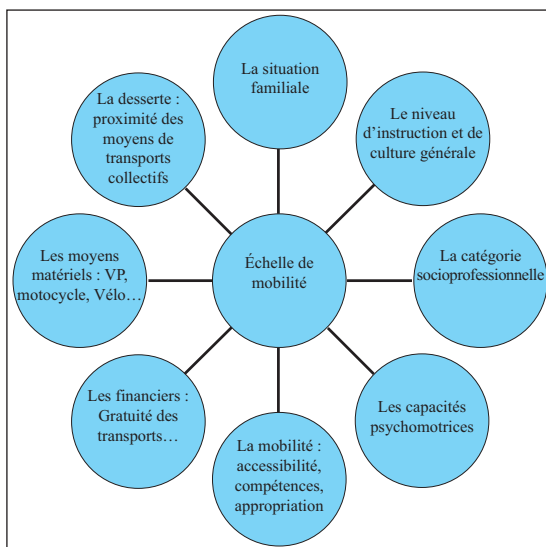 La situation
familiale
Le niveau
d’instruction et de
culture générale
La catégorie
socioprofessionnelle
Les capacités
psychomotrices
La mobilité :
accessibilité,
compétences,
appropriation
Les financiers :
Gratuité des
transports…
Les moyens
matériels : VP,
motocycle, Vélo…
La desserte :
proximité des
moyens de
transports
collectifs
Échelle de
mobilité